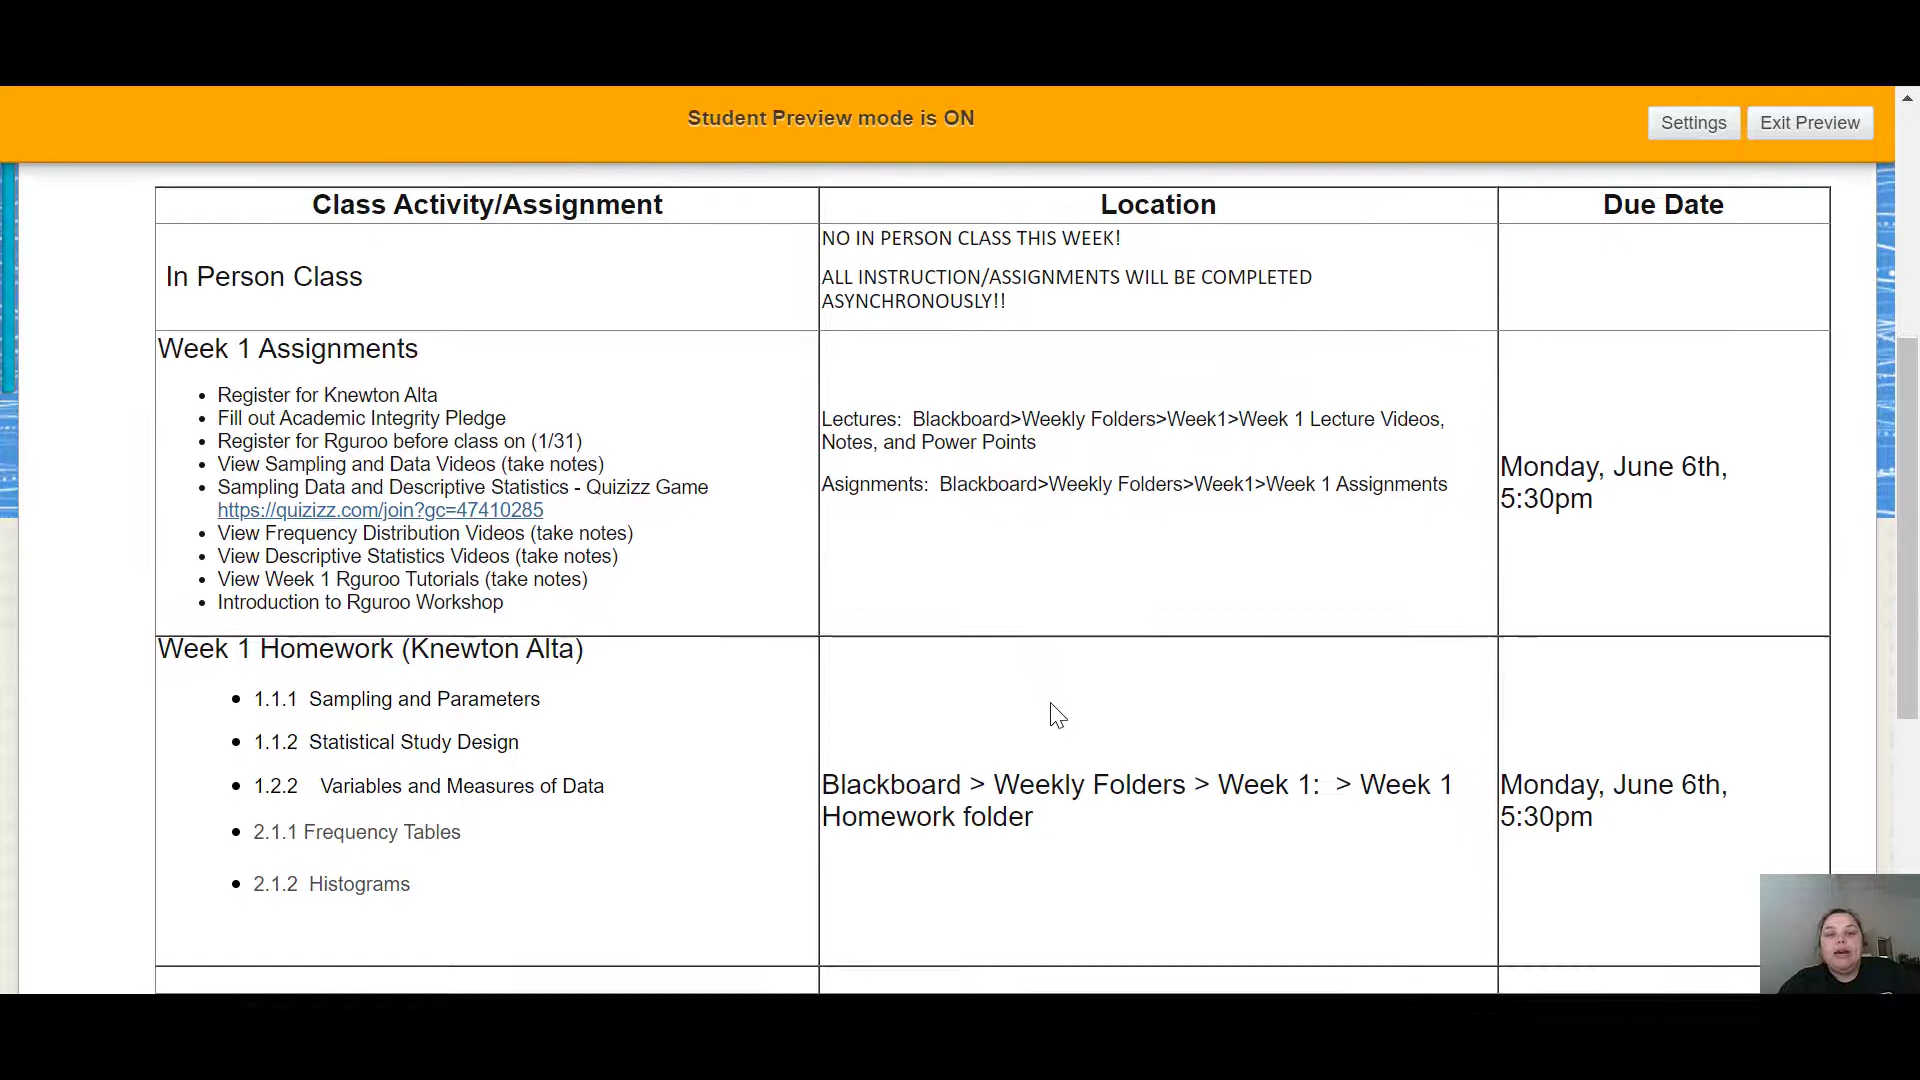 Student Preview mode is ON
Settings
Exit Preview
Class Activity/Assignment
Location
Due Date
In Person Class
NO IN PERSON CLASS THIS WEEK!
ALL INSTRUCTION/ASSIGNMENTS WILL BE COMPLETED
ASYNCHRONOUSLY!!
Week 1 Assignments
• Register for Knewton Alta
• Fill out Academic Integrity Pledge
• Register for Rguroo before class on (1/31)
• View Sampling and Data Videos (take notes)
• Sampling Data and Descriptive Statistics - Quizizz Game
https://quizizz.com/join?gc=47410285
• View Frequency Distribution Videos (take notes)
• View Descriptive Statistics Videos (take notes)
• View Week 1 Rguroo Tutorials (take notes)
• Introduction to Rguroo Workshop
Lectures:  Blackboard>Weekly Folders>Week1>Week 1 Lecture Videos,
Notes, and Power Points
Asignments:  Blackboard>Weekly Folders>Week1>Week 1 Assignments
Monday, June 6th,
5:30pm
Week 1 Homework (Knewton Alta)
• 1.1.1  Sampling and Parameters
• 1.1.2  Statistical Study Design
• 1.2.2    Variables and Measures of Data
• 2.1.1 Frequency Tables
• 2.1.2  Histograms
Blackboard > Weekly Folders > Week 1:  > Week 1
Homework folder
Monday, June 6th,
5:30pm